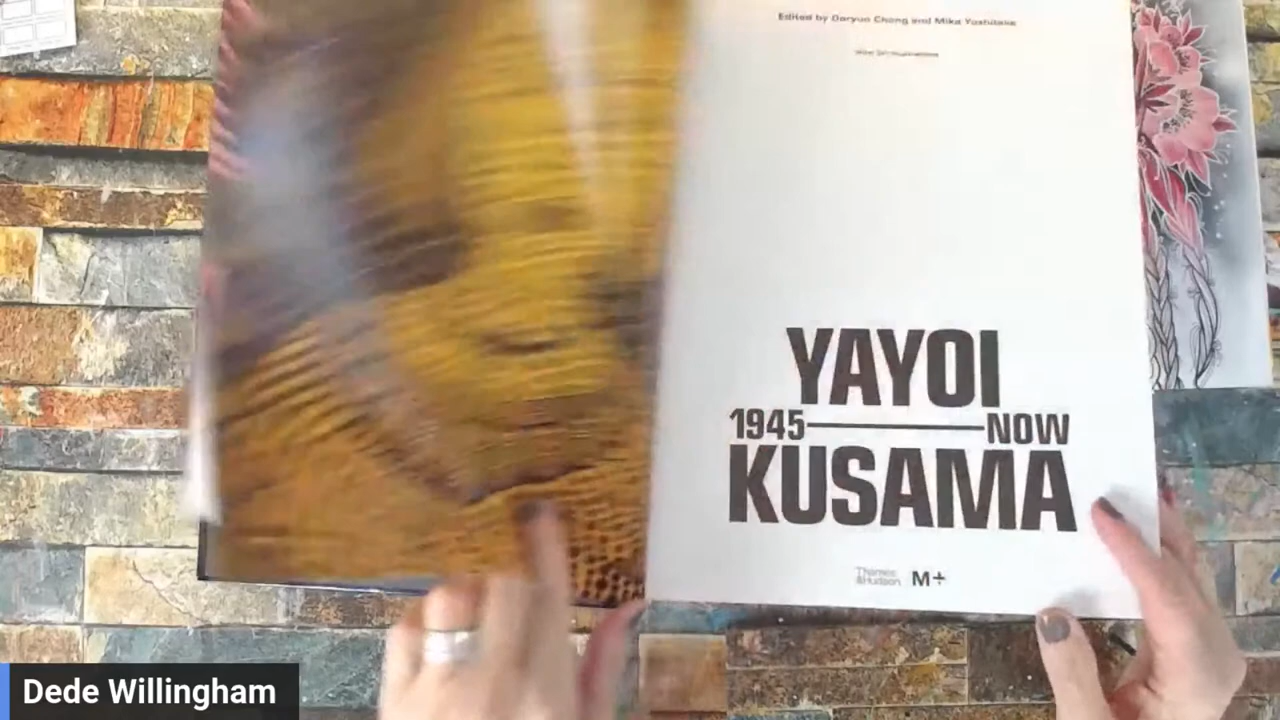 Edited by Doryun Chong and Mika Yoshitake
YAYOI
1945 NOW
KUSAMA
Thames
&Hudson M+
Dede Willingham